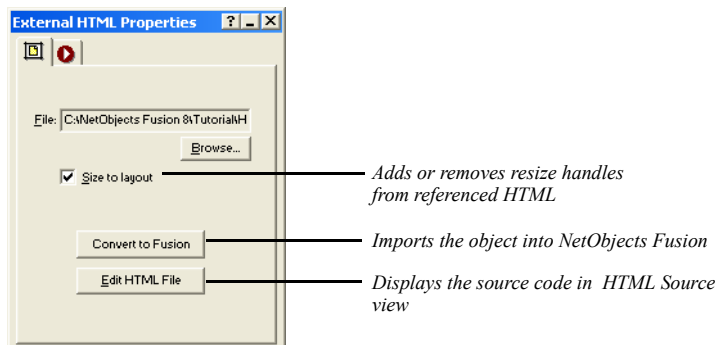 External HTML Properties
File: C:\NetObjects Fusion 8\Tutorial\H
Browse...
Size to layout
Adds or removes resize handles
from referenced HTML
Convert to Fusion
Imports the object into NetObjects Fusion
Edit HTML File
Displays the source code in HTML Source
view